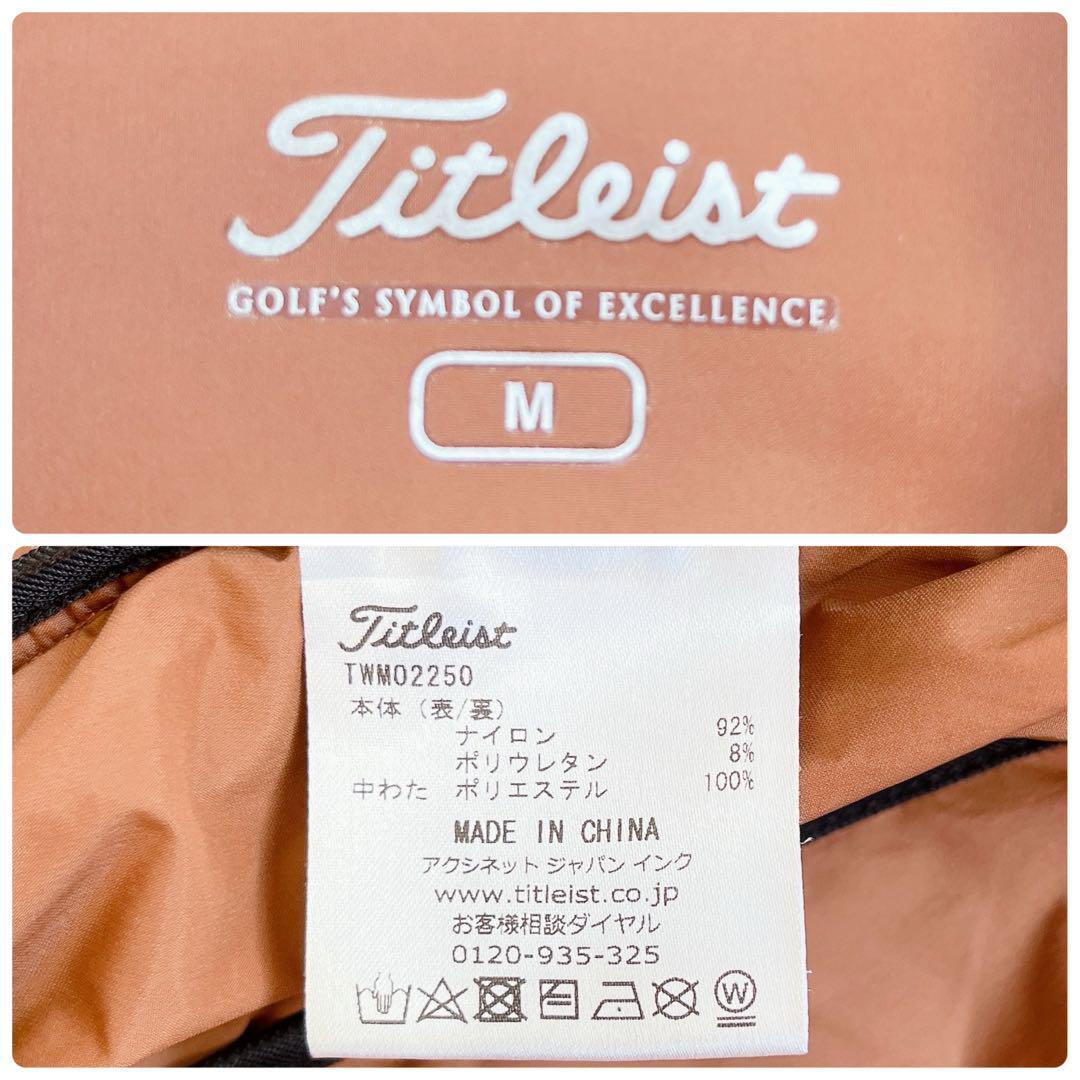 Titleist
GOLF'S SYMBOL OF EXCELLENCE.
M
Titleist
TWM02250
本体（表/裏）
ナイロン 92%
ポリウレタン 8%
中わた ポリエステル 100%
MADE IN CHINA
アクシネット ジャパン インク
www.titleist.co.jp
お客様相談ダイヤル
0120-935-325
W